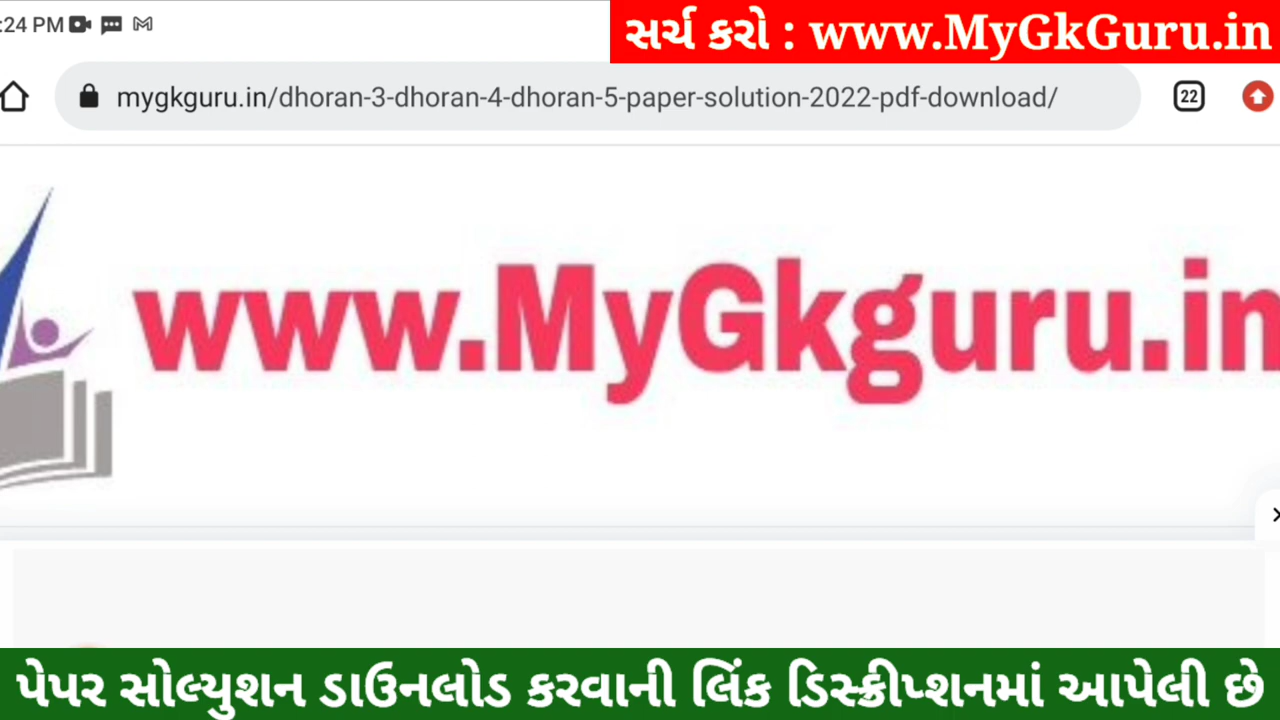 :24 PM
સર્ચ કરો : www.MyGkGuru.in
mygkguru.in/dhoran-3-dhoran-4-dhoran-5-paper-solution-2022-pdf-download/
22
www.MyGkguru.in
પેપર સોલ્યુશન ડાઉનલોડ કરવાની લિંક ડિસ્ક્રીપ્શનમાં આપેલી છે